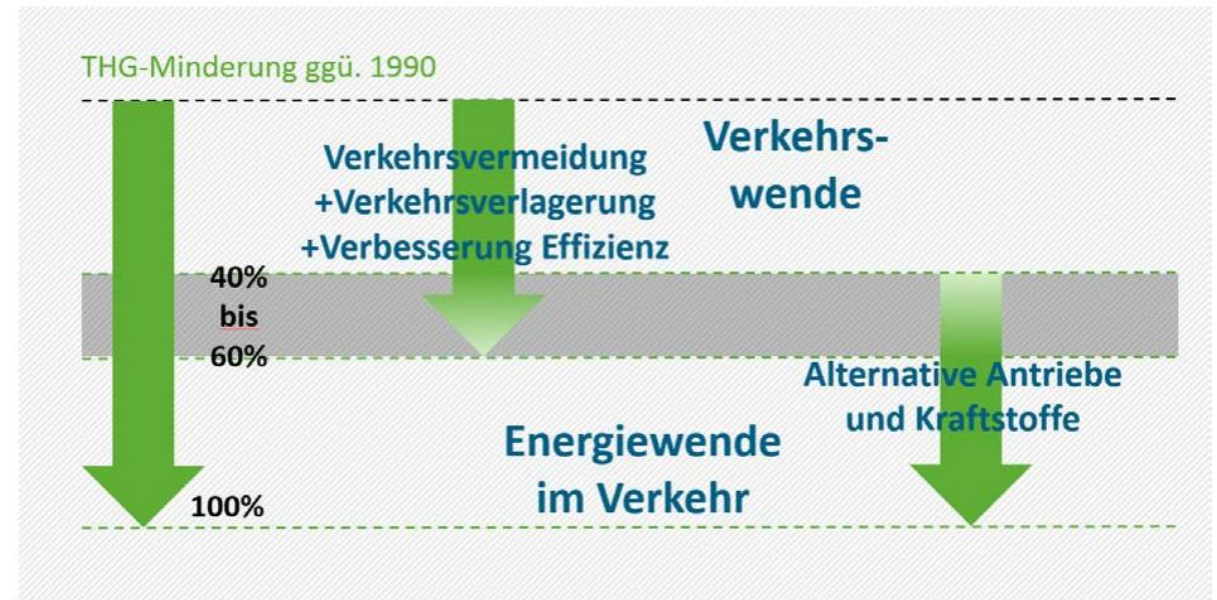 THG-Minderung ggü. 1990
Verkehrsvermeidung
+Verkehrsverlagerung
+Verbesserung Effizienz
Verkehrs-
wende
40%
bis
60%
Alternative Antriebe
und Kraftstoffe
Energiewende
im Verkehr
100%